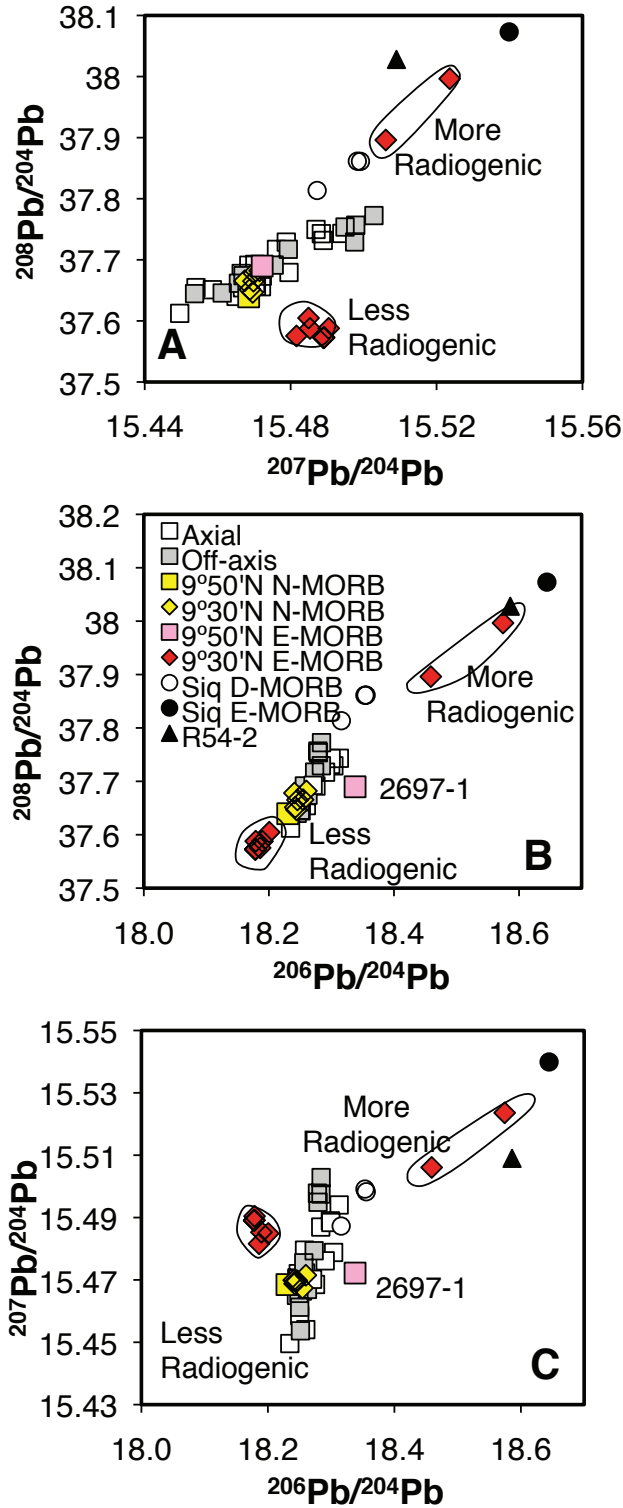 38.1
38
37.9
37.8
37.7
37.6
37.5
208Pb/204Pb
More
Radiogenic
Less
Radiogenic
A
15.44 15.48 15.52 15.56
207Pb/204Pb
38.2
38.1
38
37.9
37.8
37.7
37.6
37.5
208Pb/204Pb
Axial
Off-axis
9º50'N N-MORB
9º30'N N-MORB
9º50'N E-MORB
9º30'N E-MORB
Siq D-MORB
Siq E-MORB
R54-2
More
Radiogenic
2697-1
Less
Radiogenic
B
18.0 18.2 18.4 18.6
206Pb/204Pb
15.55
15.53
15.51
15.49
15.47
15.45
15.43
207Pb/204Pb
More
Radiogenic
2697-1
Less
Radiogenic
C
18.0 18.2 18.4 18.6
206Pb/204Pb